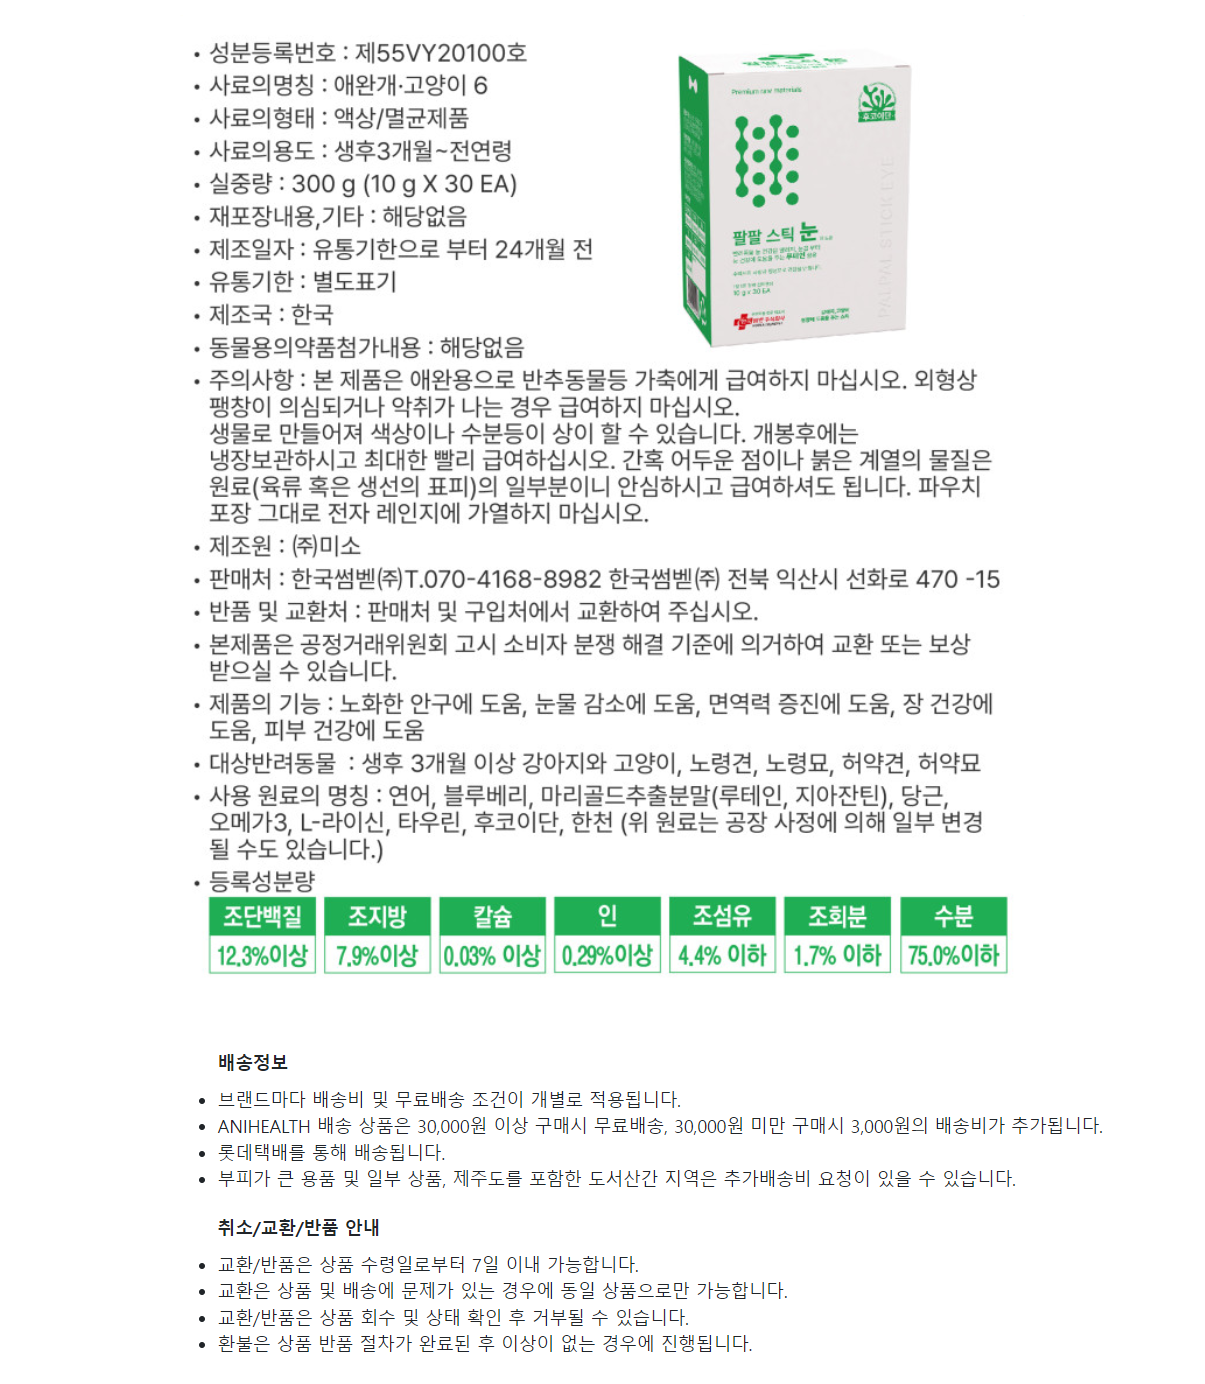 성분등록번호 : 제55VY20100호
사료의명칭 : 애완개·고양이 6
사료의형태 : 액상/멸균제품
사료의용도 : 생후3개월~전연령
실중량 : 300 g (10 g X 30 EA)
재포장내용,기타 : 해당없음
제조일자 : 유통기한으로 부터 24개월 전
유통기한 : 별도표기
제조국 : 한국
동물용의약품첨가내용 : 해당없음
Premium raw materials
후코이단
팔팔 스틱 눈
10 g x 30 EA
PALPAL STICK EYE
주의사항 : 본 제품은 애완용으로 반추동물등 가축에게 급여하지 마십시오. 외형상
팽창이 의심되거나 악취가 나는 경우 급여하지 마십시오.
생물로 만들어져 색상이나 수분등이 상이 할 수 있습니다. 개봉후에는
냉장보관하시고 최대한 빨리 급여하십시오. 간혹 어두운 점이나 붉은 계열의 물질은
원료(육류 혹은 생선의 표피)의 일부분이니 안심하시고 급여하셔도 됩니다. 파우치
포장 그대로 전자 레인지에 가열하지 마십시오.
제조원 : ㈜미소
판매처 : 한국썸벧㈜T.070-4168-8982 한국썸벧㈜ 전북 익산시 선화로 470 -15
반품 및 교환처 : 판매처 및 구입처에서 교환하여 주십시오.
본제품은 공정거래위원회 고시 소비자 분쟁 해결 기준에 의거하여 교환 또는 보상
받으실 수 있습니다.
제품의 기능 : 노화한 안구에 도움, 눈물 감소에 도움, 면역력 증진에 도움, 장 건강에
도움, 피부 건강에 도움
대상반려동물 : 생후 3개월 이상 강아지와 고양이, 노령견, 노령묘, 허약견, 허약묘
사용 원료의 명칭 : 연어, 블루베리, 마리골드추출분말(루테인, 지아잔틴), 당근,
오메가3, L-라이신, 타우린, 후코이단, 한천 (위 원료는 공장 사정에 의해 일부 변경
될 수도 있습니다.)
등록성분량
조단백질 조지방 칼슘 인 조섬유 조회분 수분
12.3%이상 7.9%이상 0.03% 이상 0.29%이상 4.4% 이하 1.7% 이하 75.0%이하
배송정보
브랜드마다 배송비 및 무료배송 조건이 개별로 적용됩니다.
ANIHEALTH 배송 상품은 30,000원 이상 구매시 무료배송, 30,000원 미만 구매시 3,000원의 배송비가 추가됩니다.
롯데택배를 통해 배송됩니다.
부피가 큰 용품 및 일부 상품, 제주도를 포함한 도서산간 지역은 추가배송비 요청이 있을 수 있습니다.
취소/교환/반품 안내
교환/반품은 상품 수령일로부터 7일 이내 가능합니다.
교환은 상품 및 배송에 문제가 있는 경우에 동일 상품으로만 가능합니다.
교환/반품은 상품 회수 및 상태 확인 후 거부될 수 있습니다.
환불은 상품 반품 절차가 완료된 후 이상이 없는 경우에 진행됩니다.